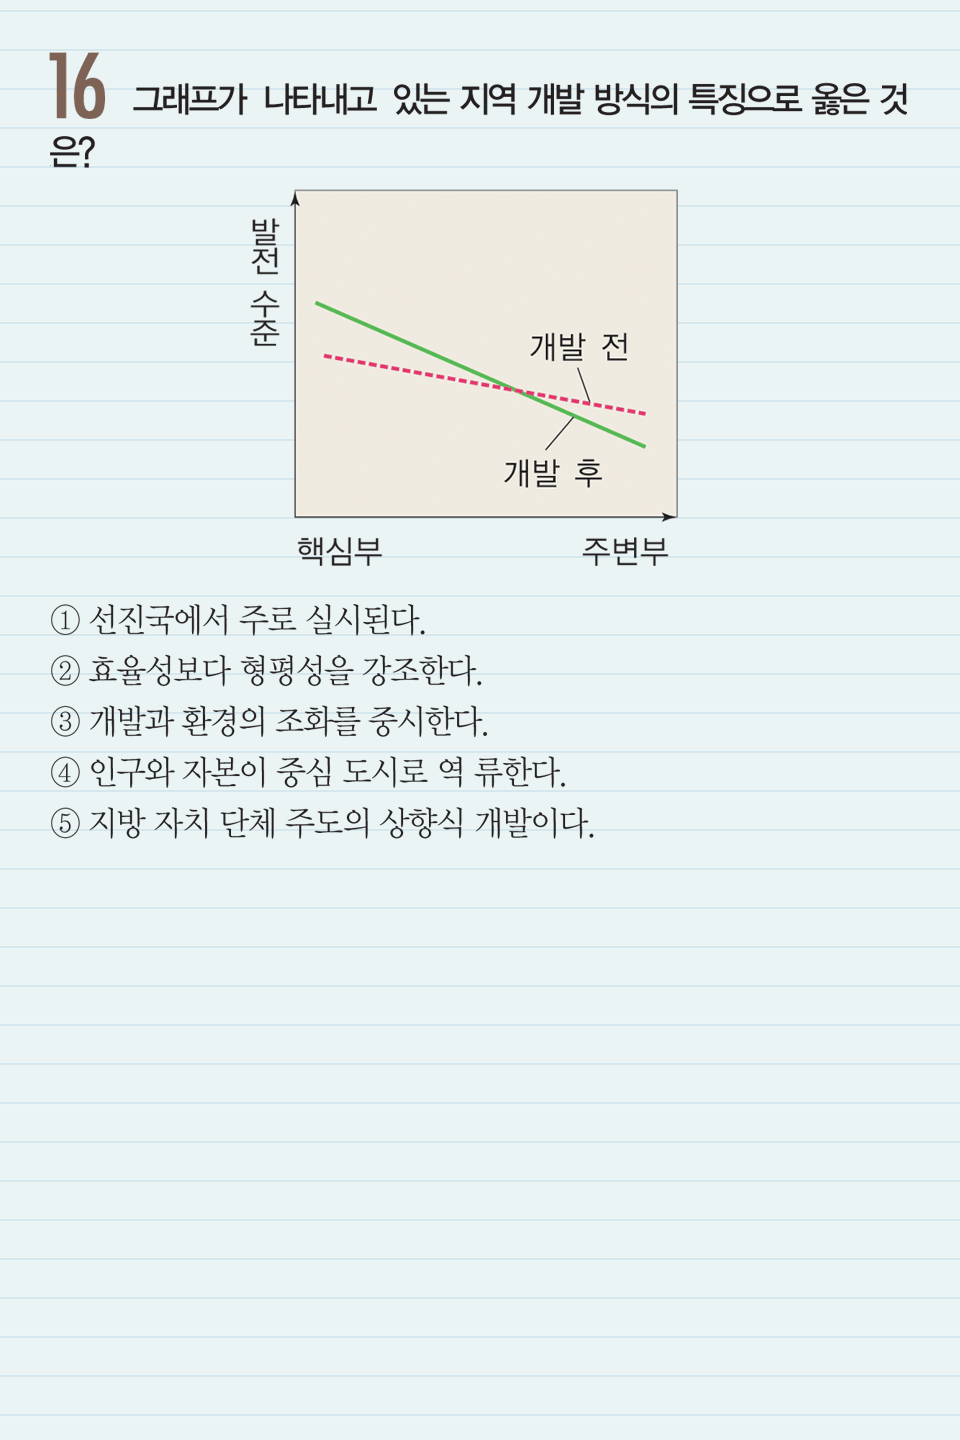 16 그래프가 나타내고 있는 지역 개발 방식의 특징으로 옳은 것
은?
발전 수준
개발 전
개발 후
핵심부 주변부
① 선진국에서 주로 실시된다.
② 효율성보다 형평성을 강조한다.
③ 개발과 환경의 조화를 중시한다.
④ 인구와 자본이 중심 도시로 역 류한다.
⑤ 지방 자치 단체 주도의 상향식 개발이다.